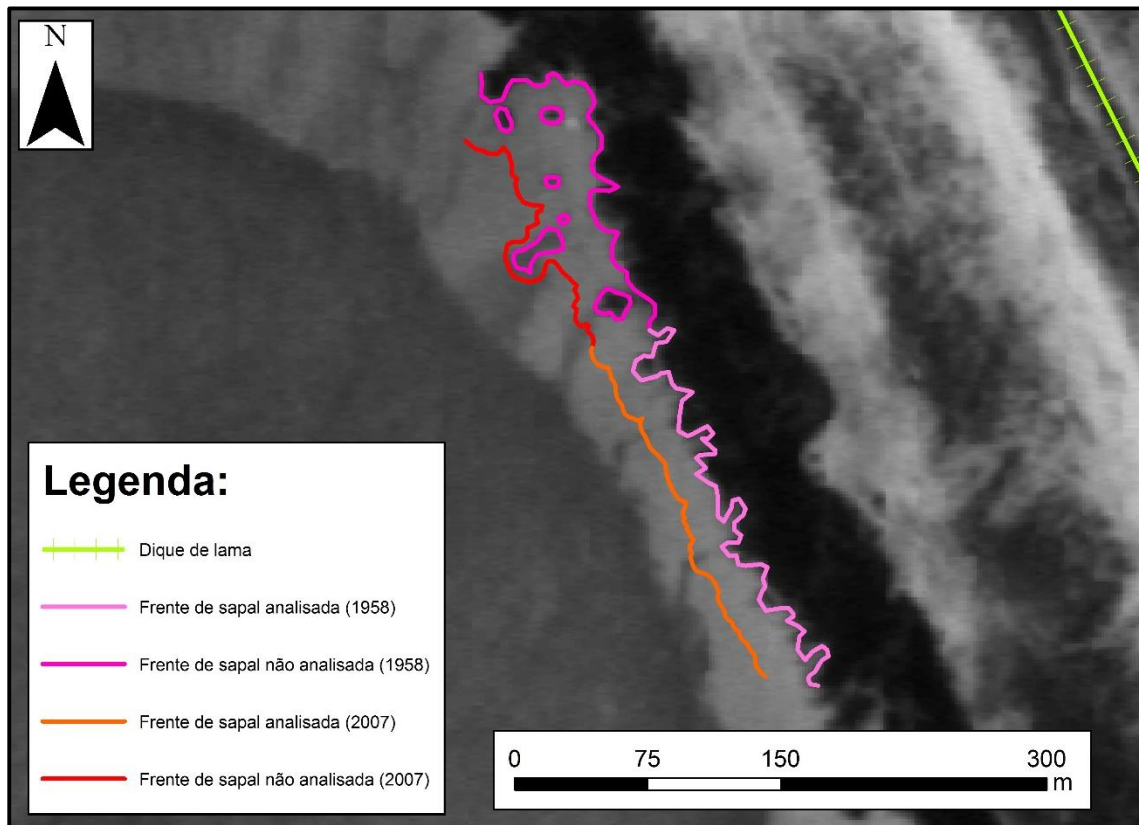 N
Legenda:
Dique de lama
Frente de sapal analisada (1958)
Frente de sapal não analisada (1958)
Frente de sapal analisada (2007)
Frente de sapal não analisada (2007)
0 75 150 300
m